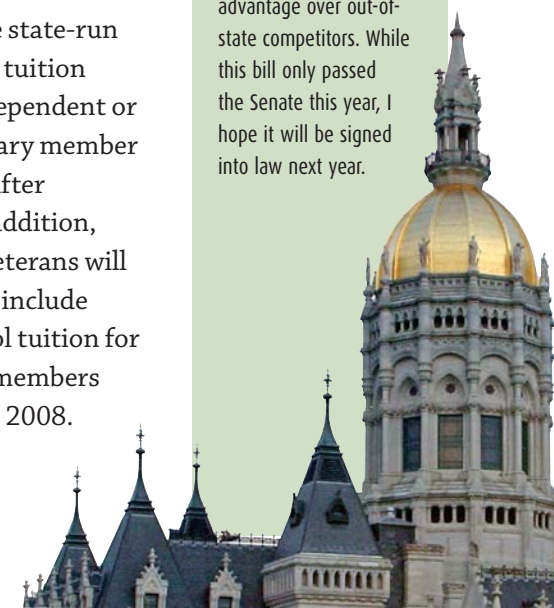 state-run
tuition
ependent or
ary member
fter
ddition,
eterans will
include
ol tuition for
members
2008.
advantage over out-of-
state competitors. While
this bill only passed
the Senate this year, I
hope it will be signed
into law next year.